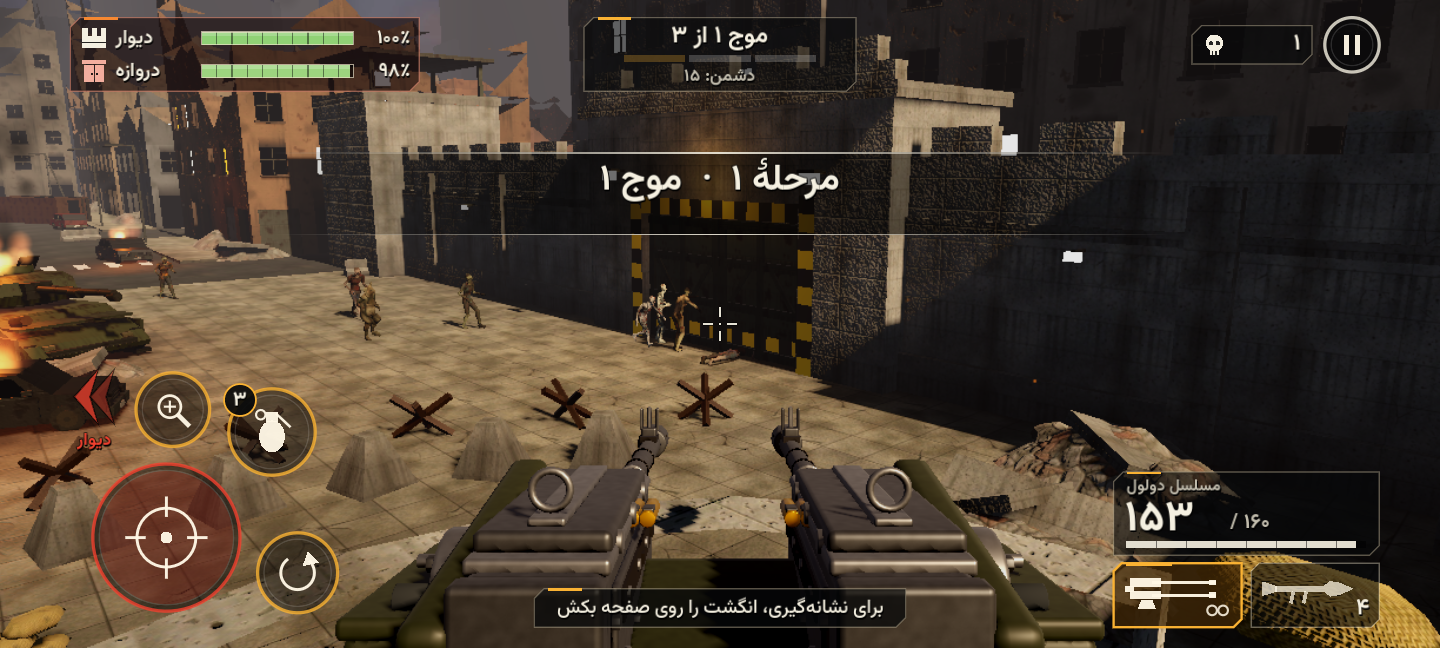 دیوار ۱۰۰٪
دروازه ۹۸٪
موج ۱ از ۳
دشمن: ۱۵
۱
مرحلهٔ ۱ · موج ۱
۳
دیوار
مسلسل دولول
۱۵۳ / ۱۶۰
∞
۴
برای نشانه‌گیری، انگشت را روی صفحه بکش